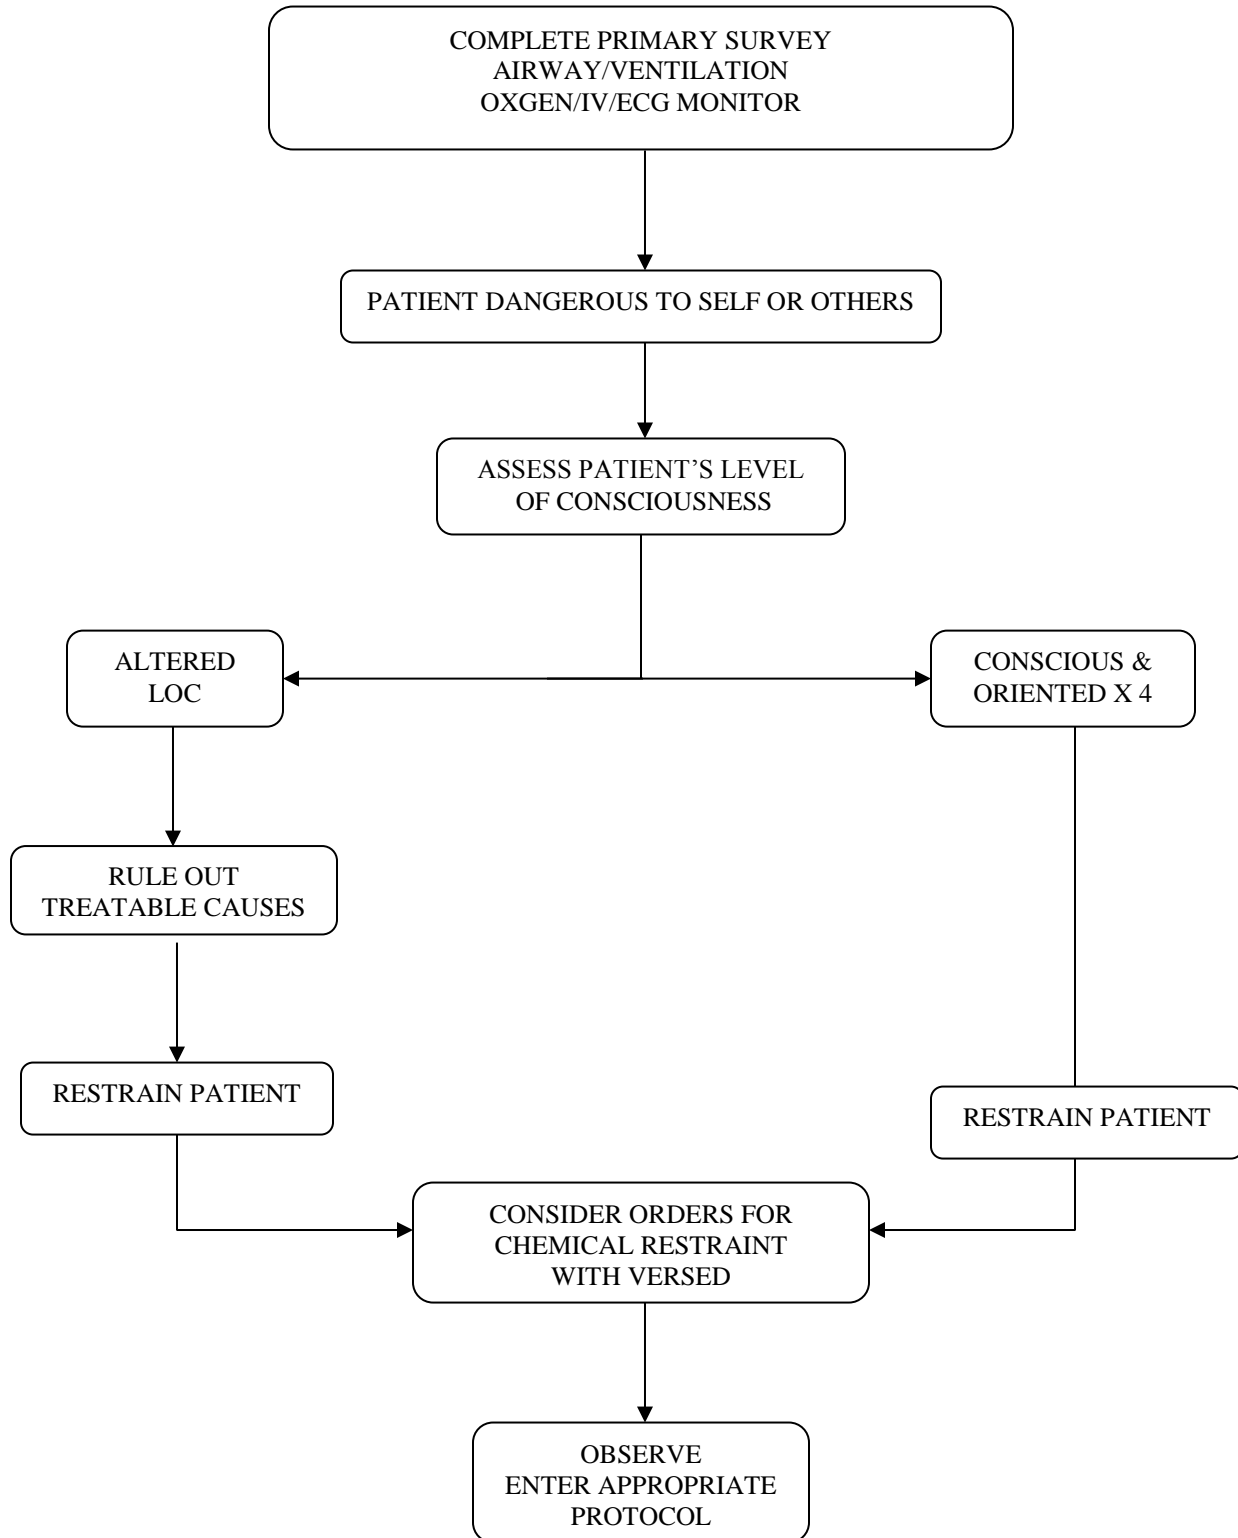 COMPLETE PRIMARY SURVEY
AIRWAY/VENTILATION
OXGEN/IV/ECG MONITOR
PATIENT DANGEROUS TO SELF OR OTHERS
ASSESS PATIENT’S LEVEL
OF CONSCIOUSNESS
ALTERED
LOC
CONSCIOUS &
ORIENTED X 4
RULE OUT
TREATABLE CAUSES
RESTRAIN PATIENT
RESTRAIN PATIENT
CONSIDER ORDERS FOR
CHEMICAL RESTRAINT
WITH VERSED
OBSERVE
ENTER APPROPRIATE
PROTOCOL